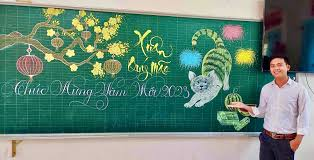 Xuân
Quý Mão
Chúc Mừng Năm Mới 2023